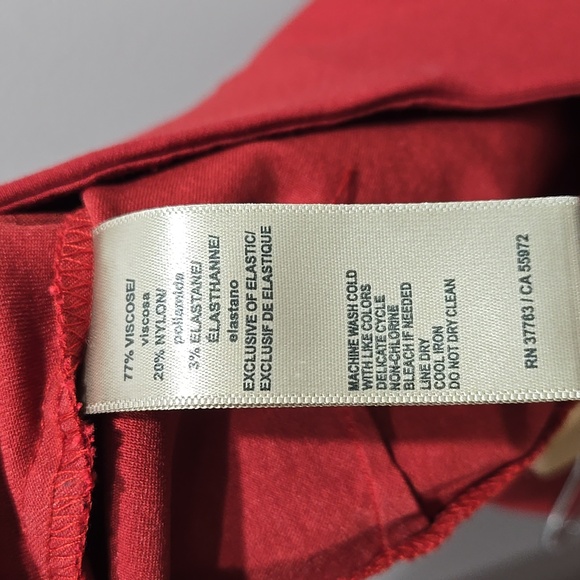 77% VISCOSE/
viscosa
20% NYLON/
poliamida
3% ELASTANE/
ÉLASTHANNE/
elastano
EXCLUSIVE OF ELASTIC/
EXCLUSIF DE ELASTIQUE
MACHINE WASH COLD
WITH LIKE COLORS
DELICATE CYCLE
NON-CHLORINE
BLEACH IF NEEDED
LINE DRY
COOL IRON
DO NOT DRY CLEAN
RN 37763 / CA 55972